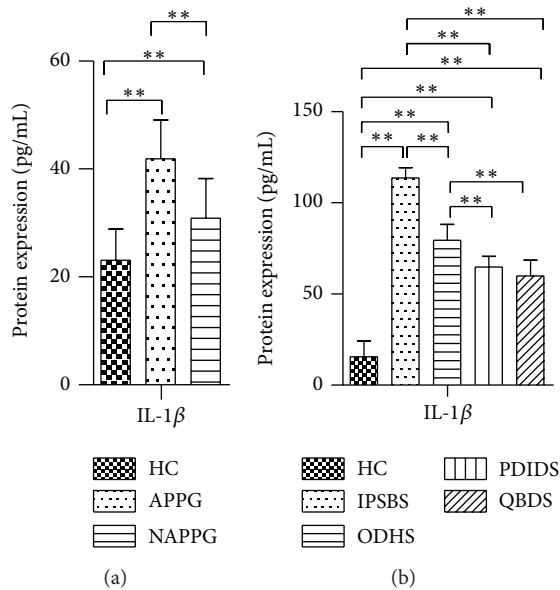 **
**
**
60
40
20
0
Protein expression (pg/mL)
IL-1β
HC
APPG
NAPPG
(a)
**
**
**
**
**
**
**
**
**
150
100
50
0
Protein expression (pg/mL)
IL-1β
HC
IPSBS
ODHS
PDIDS
QBDS
(b)